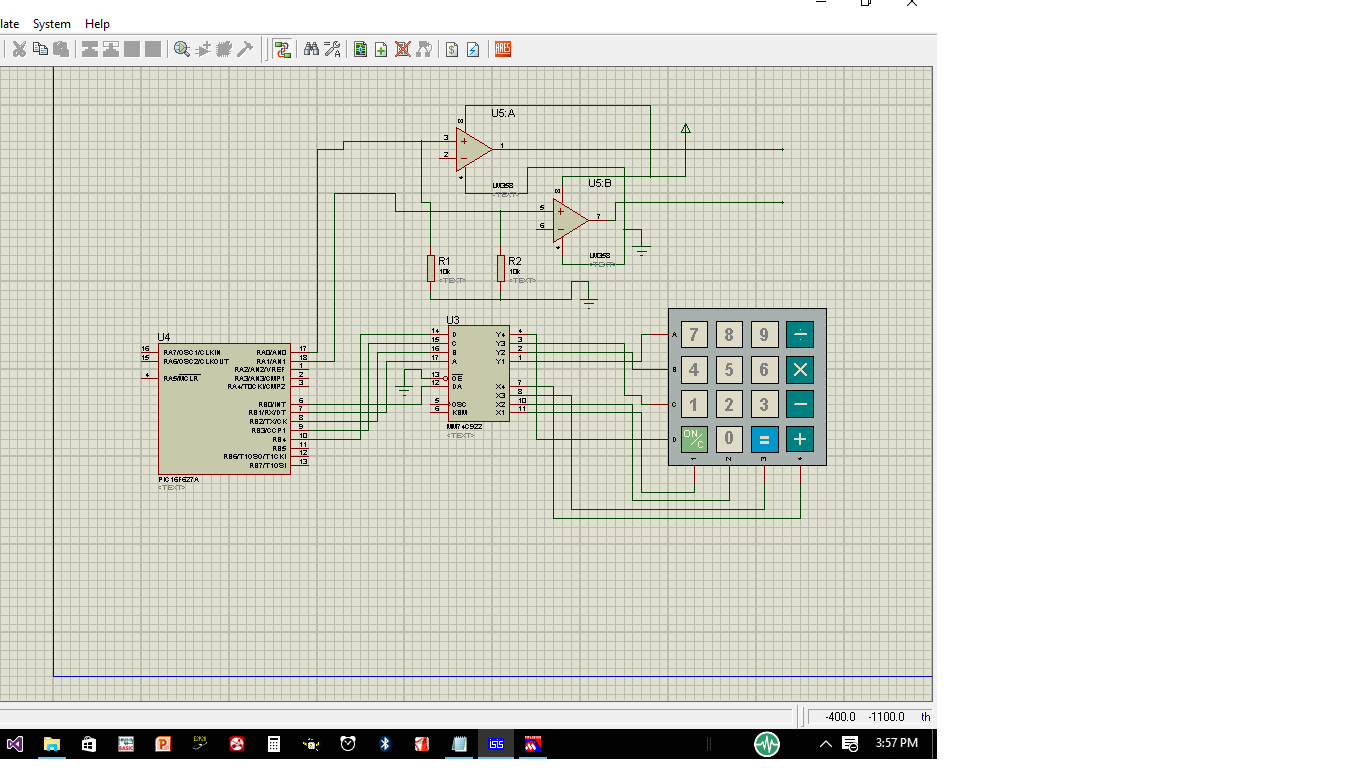 late System Help
U5:A
8
3
1
2
LM358
<TEXT>
U5:B
8
5
7
6
LM358
<TEXT>
R1
10k
<TEXT>
R2
10k
<TEXT>
U4
16 RA7/OSC1/CLKIN RA0/AN0 17
15 RA6/OSC2/CLKOUT RA1/AN1 18
RA2/AN2/VREF 1
4 RA5/MCLR RA3/AN3/CMP1 2
RA4/T0CKI/CMP2 3
RB0/INT 6
RB1/RX/DT 7
RB2/TX/CK 8
RB3/CCP1 9
RB4 10
RB5 11
RB6/T1OSO/T1CKI 12
RB7/T1OSI 13
PIC16F627A
<TEXT>
U3
14 D Y4 4
15 C Y3 3
16 B Y2 2
17 A Y1 1
13 OE X4 7
12 DA X3 8
5 OSC X2 10
6 KBM X1 11
MM74C922
<TEXT>
A 7 8 9 ÷
B 4 5 6 ×
C 1 2 3 −
D ON/C 0 = +
1 2 3 4
ARES
-400.0 -1100.0 th
BASIC
isis
3:57 PM